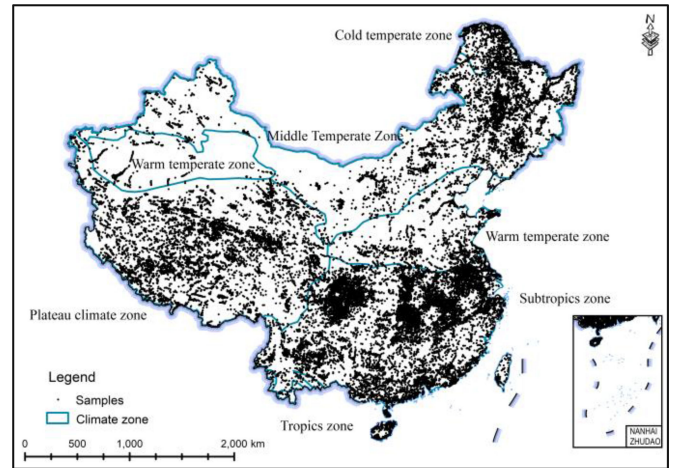 N
Cold temperate zone
Middle Temperate Zone
Warm temperate zone
Warm temperate zone
Subtropics zone
Plateau climate zone
Legend
Samples
Climate zone
Tropics zone
NANHAI
ZHUDAO
0 500 1,000 2,000 km